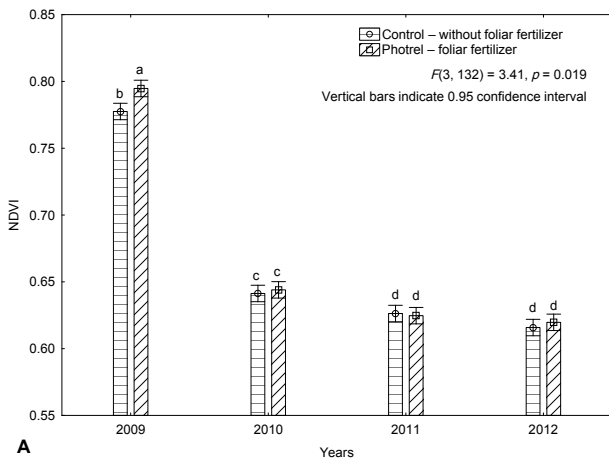 0.85
Control – without foliar fertilizer
Photrel – foliar fertilizer
F(3, 132) = 3.41, p = 0.019
Vertical bars indicate 0.95 confidence interval
0.80
0.75
0.70
0.65
0.60
0.55
NDVI
b
a
c
c
d
d
d
d
2009
2010
2011
2012
Years
A